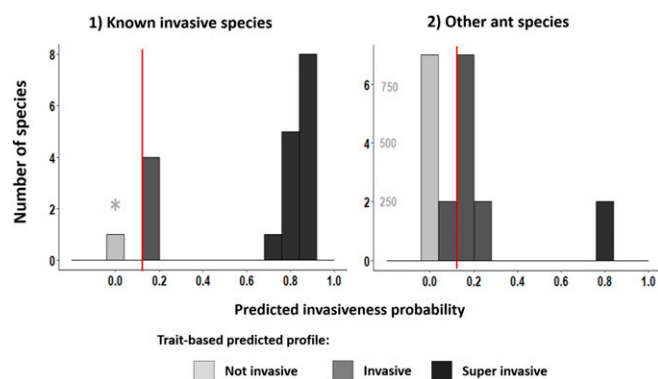 1) Known invasive species
2) Other ant species
Number of species
8
6
4
2
0
*
0.0 0.2 0.4 0.6 0.8 1.0
6
4
2
0
750
500
250
0.0 0.2 0.4 0.6 0.8 1.0
Predicted invasiveness probability
Trait-based predicted profile:
Not invasive Invasive Super invasive